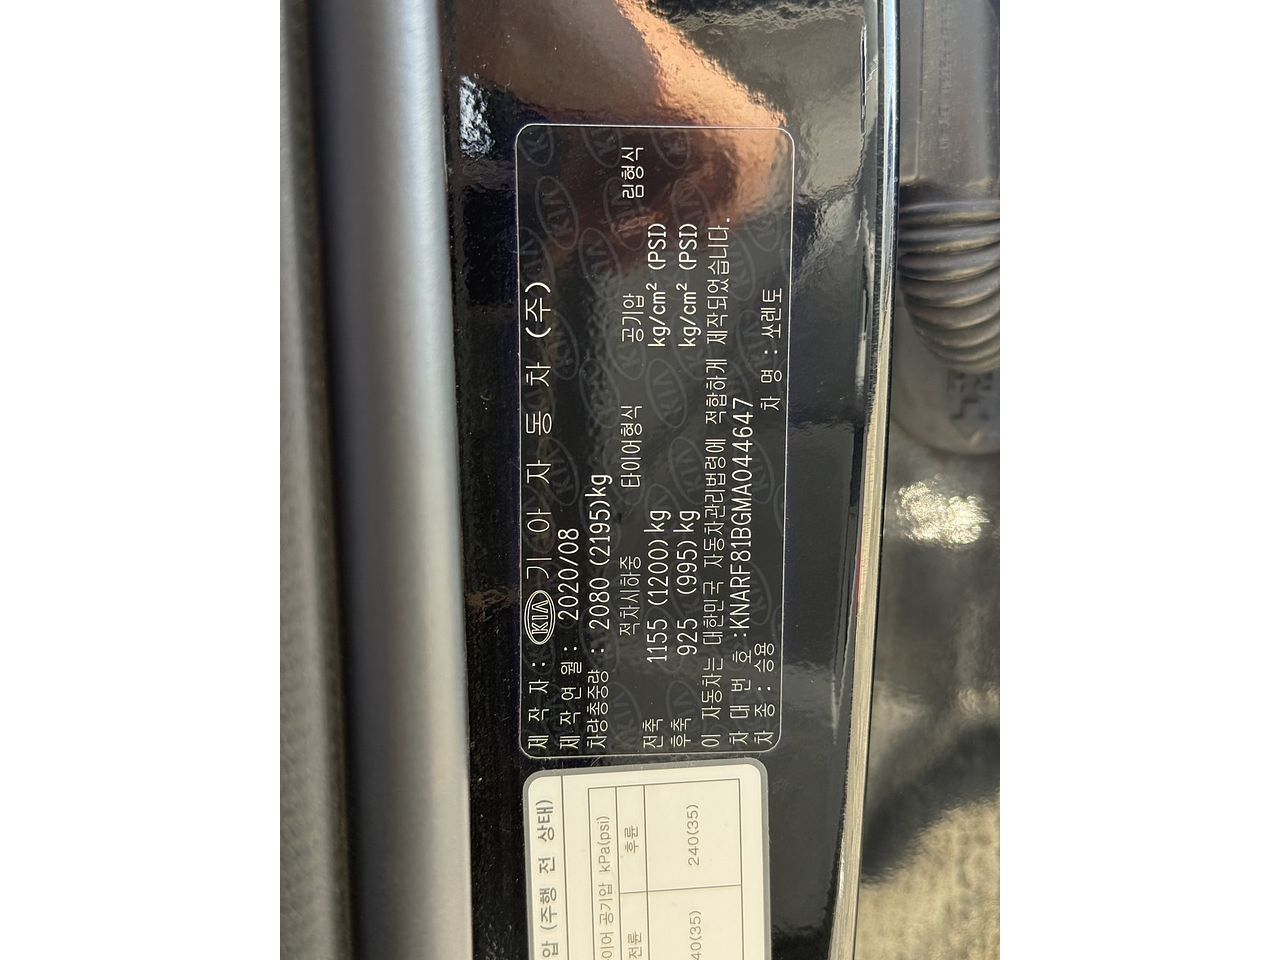 제 작 자 : KIA 기 아 자 동 차 (주)
제 작 연 월 : 2020/08
차량총중량 : 2080 (2195)kg
적차시하중 타이어형식 공기압 림형식
전축 1155 (1200)kg kg/cm² (PSI)
후축 925 (995)kg kg/cm² (PSI)
이 자동차는 대한민국 자동차관리법령에 적합하게 제작되었습니다.
차 대 번 호 :KNARF81BGMA044647
차 종 : 승용 차 명 : 쏘렌토
압 (주행 전 상태)
공기압 kPa(psi)
전륜 후륜
40(35) 240(35)